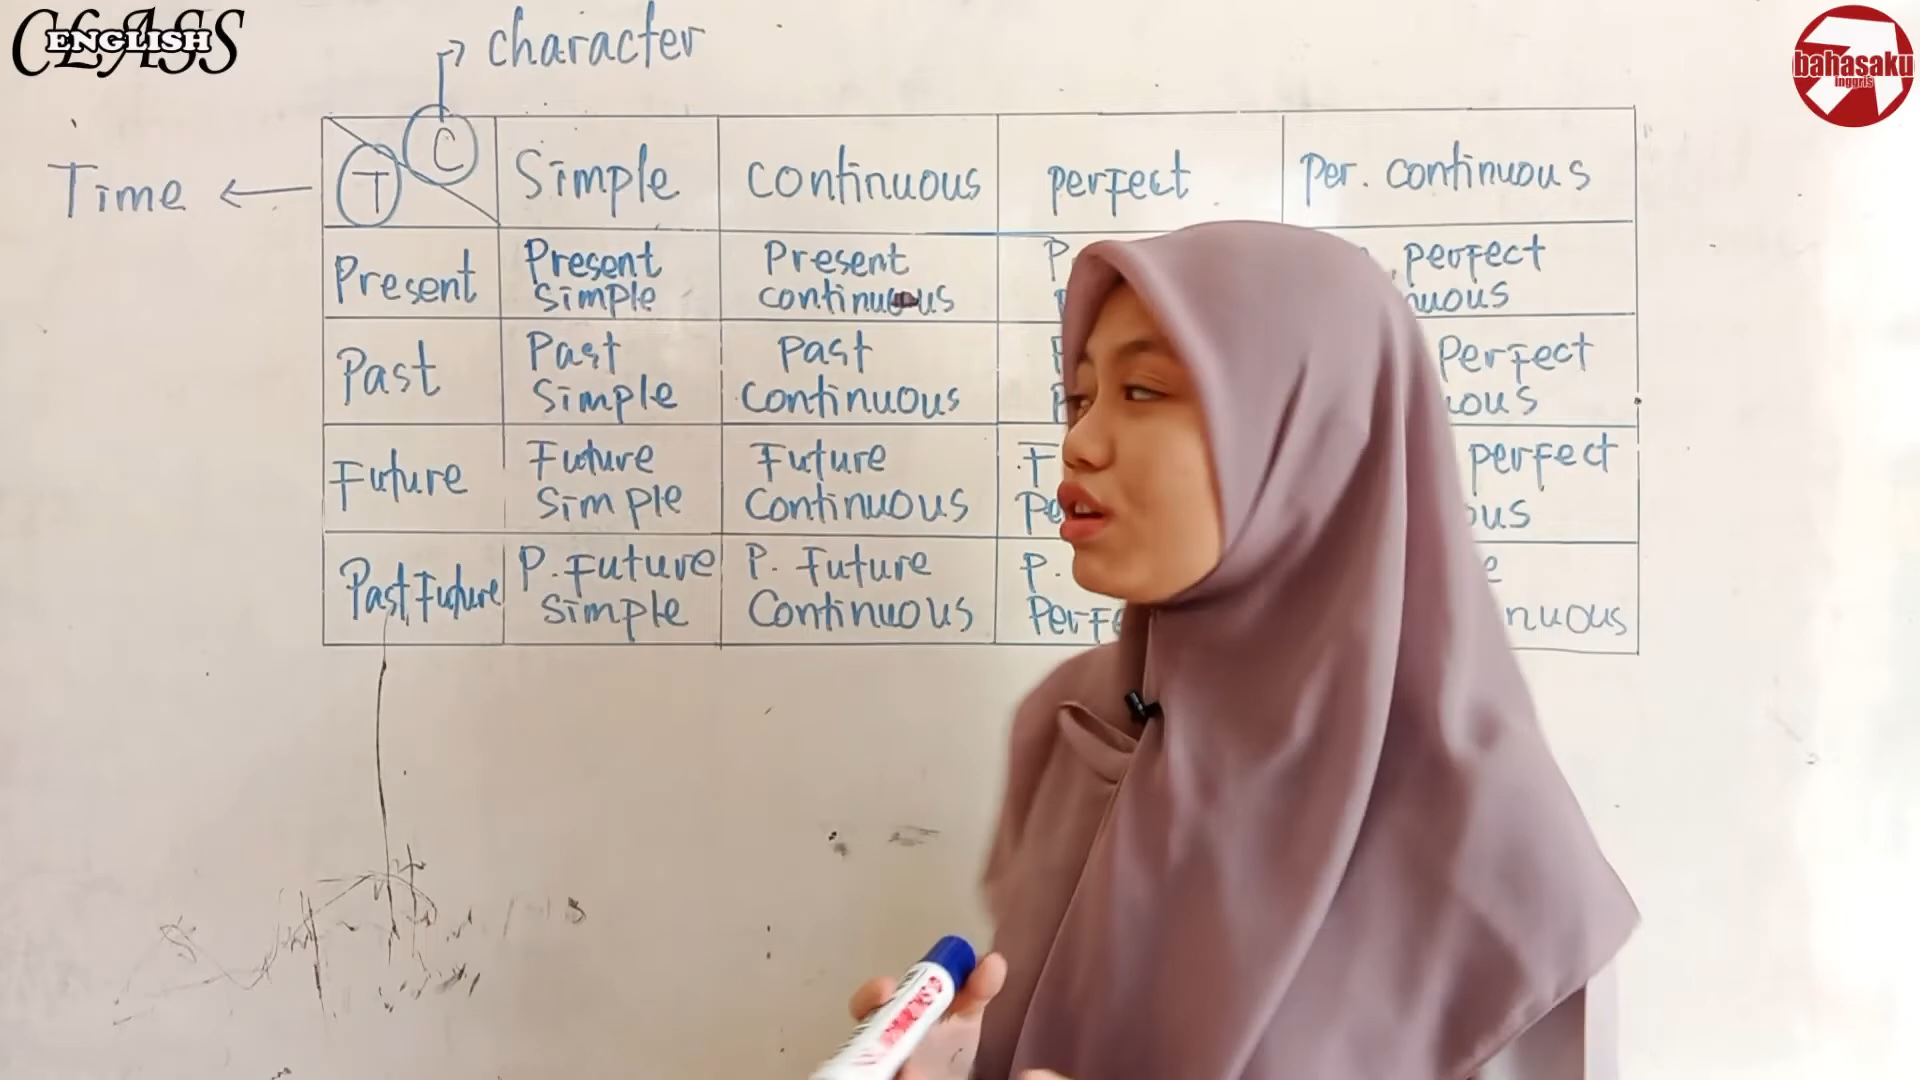 CLASS
ENGLISH
bahasaku
inggris
character
Time
T
C
Simple
continuous
perfect
per. continuous
Present
Present
simple
Present
continuous
perfect
Past
Past
Simple
Past
Continuous
Perfect
Future
Future
Simple
Future
Continuous
perfect
Past Future
P. Future
Simple
P. Future
Continuous
P.